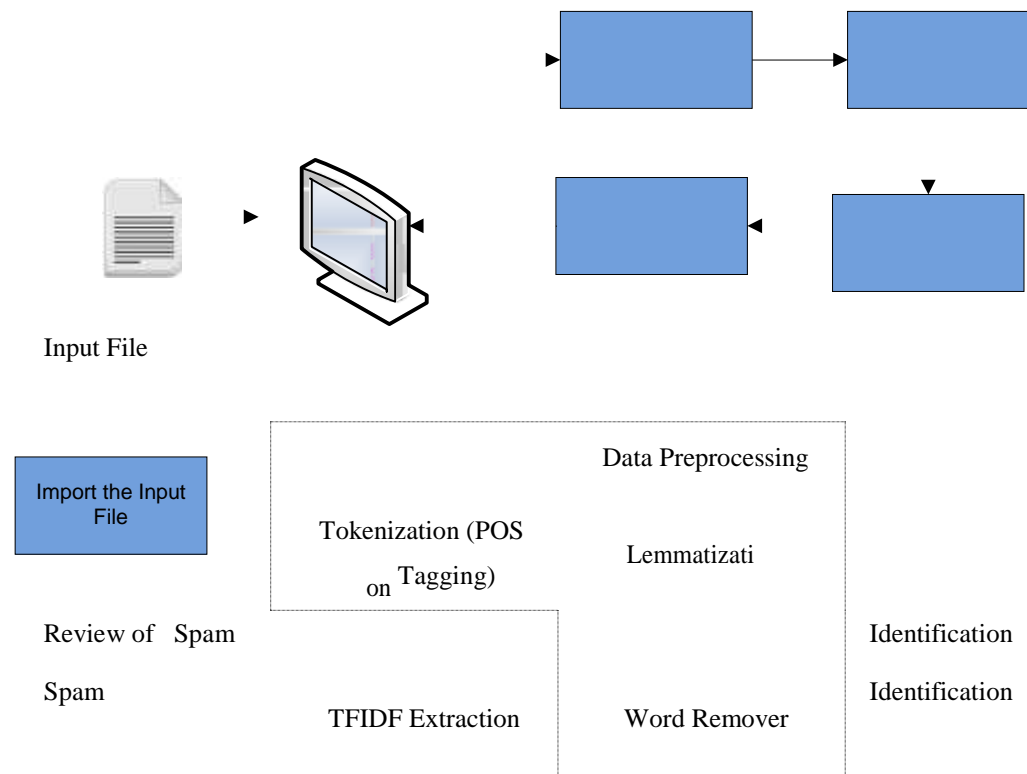 Input File
Data Preprocessing
Import the Input
File
Tokenization (POS
Lemmatizati
on Tagging)
Review of Spam
Identification
Spam
Identification
TFIDF Extraction
Word Remover